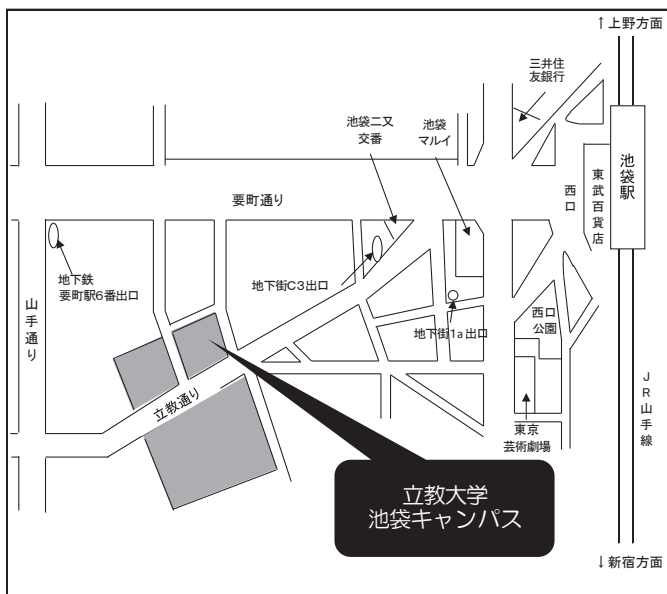 ↑上野方面
三井住
友銀行
池袋二又
交番
池袋
マルイ
池袋駅
東武百貨店
西口
要町通り
地下鉄
要町駅6番出口
地下街C3出口
山手通り
西口
公園
地下街1a出口
立教通り
JR山手線
東京
芸術劇場
立教大学
池袋キャンパス
↓新宿方面